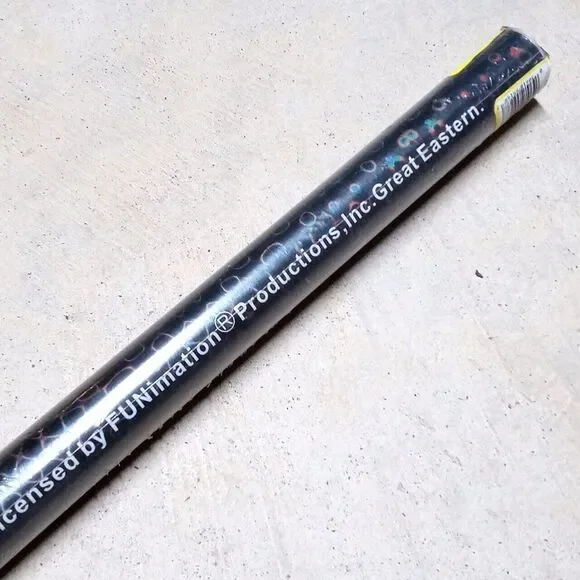 icensed by FUNimation® Productions,Inc.Great Eastern.